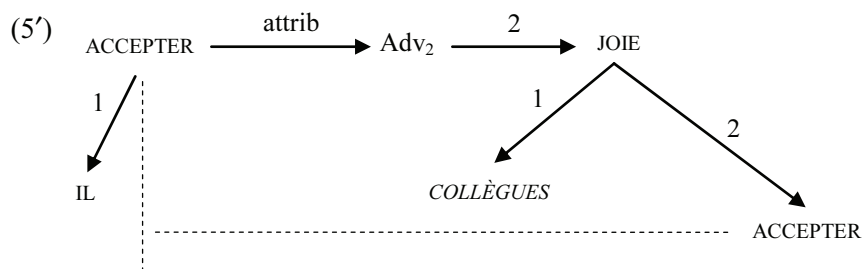 (5′) ACCEPTER attrib Adv₂ 2 JOIE
1 1 2
IL COLLÈGUES
ACCEPTER